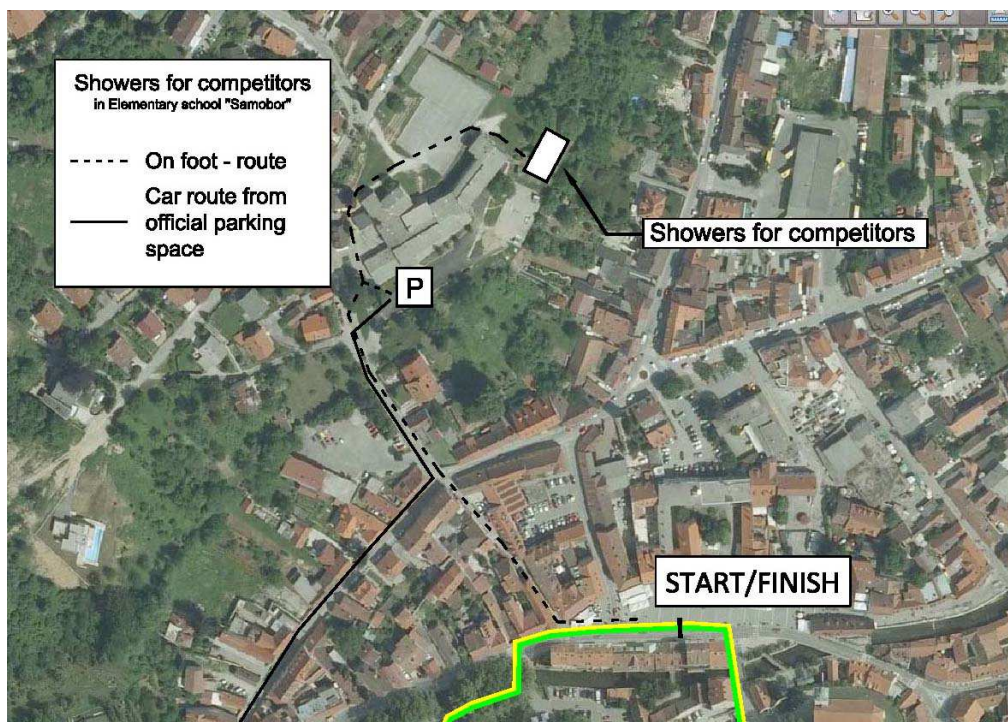 Showers for competitors
in Elementary school "Samobor"
On foot - route
Car route from
official parking
space
Showers for competitors
P
START/FINISH